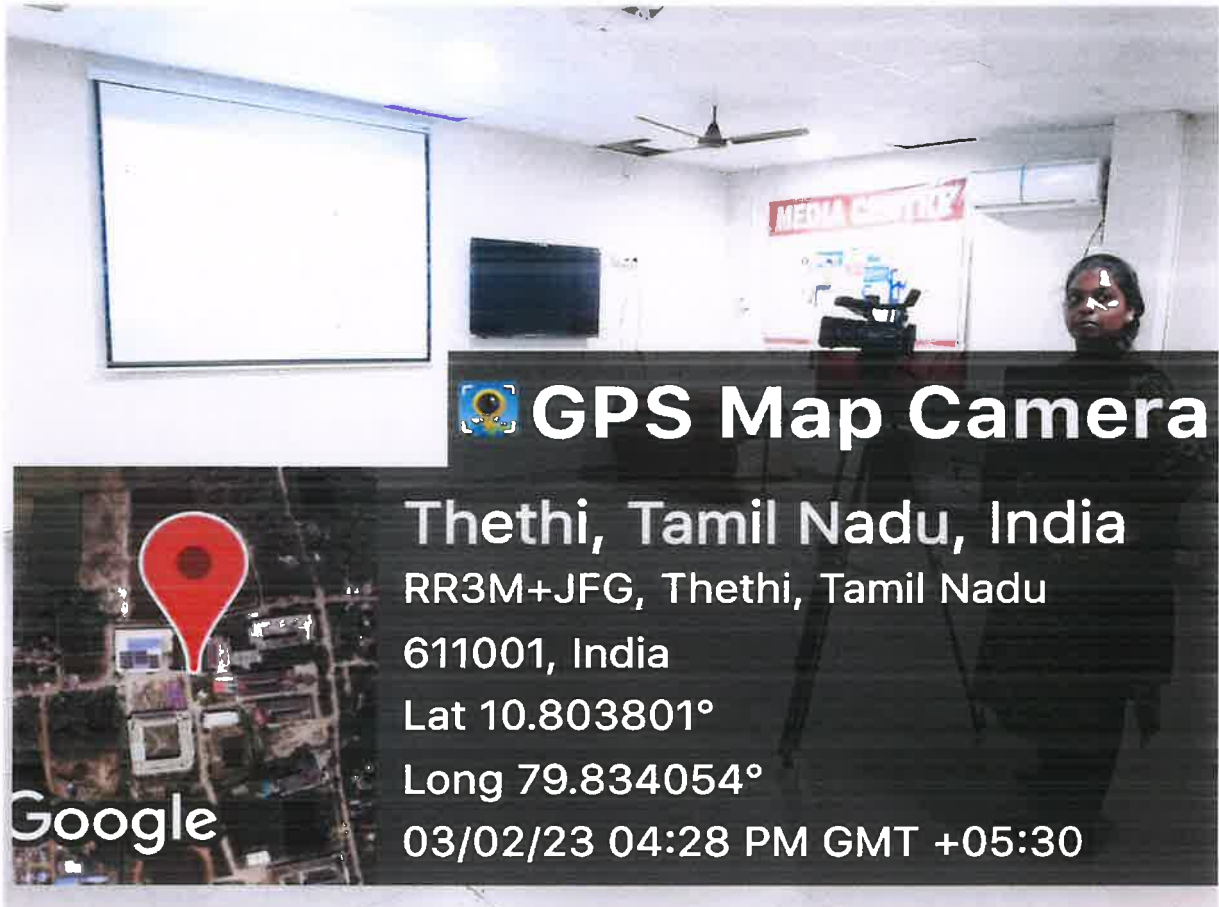 MEDIA CENTRE
GPS Map Camera
Thethi, Tamil Nadu, India
RR3M+JFG, Thethi, Tamil Nadu
611001, India
Lat 10.803801°
Long 79.834054°
03/02/23 04:28 PM GMT +05:30
Google